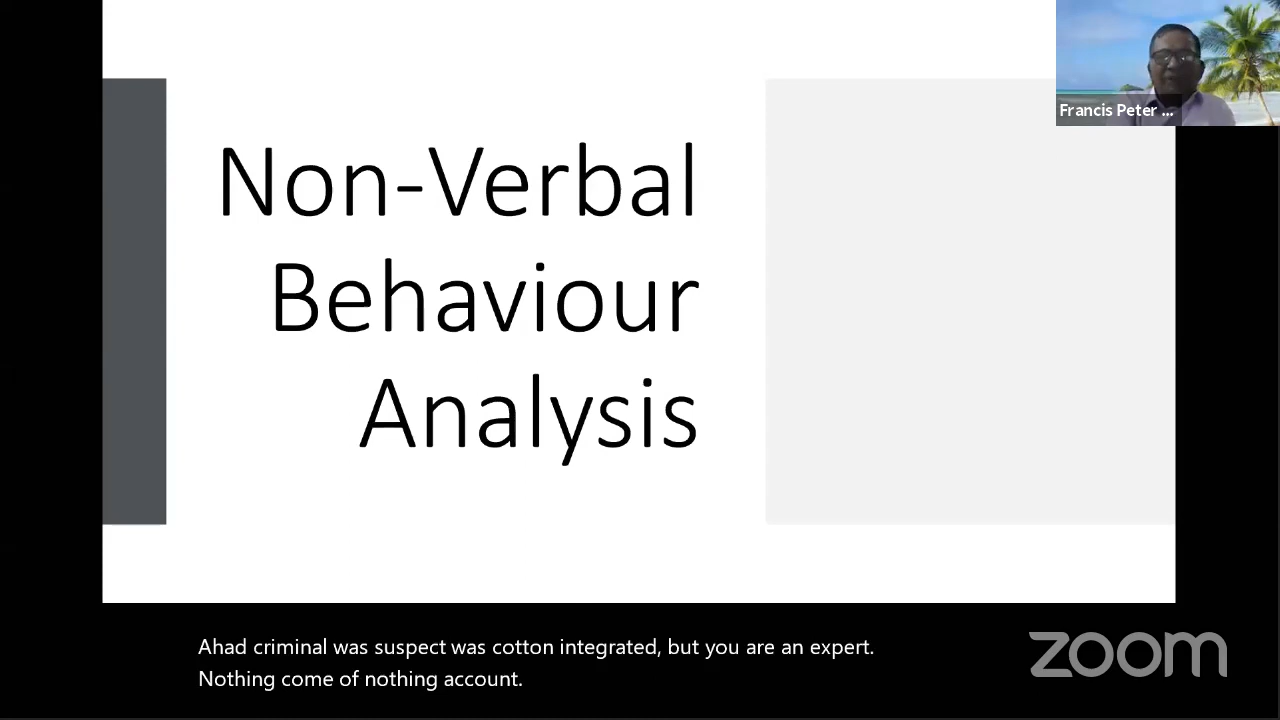 Non-Verbal
Behaviour
Analysis
Francis Peter ...
Ahad criminal was suspect was cotton integrated, but you are an expert.
Nothing come of nothing account.
zoom